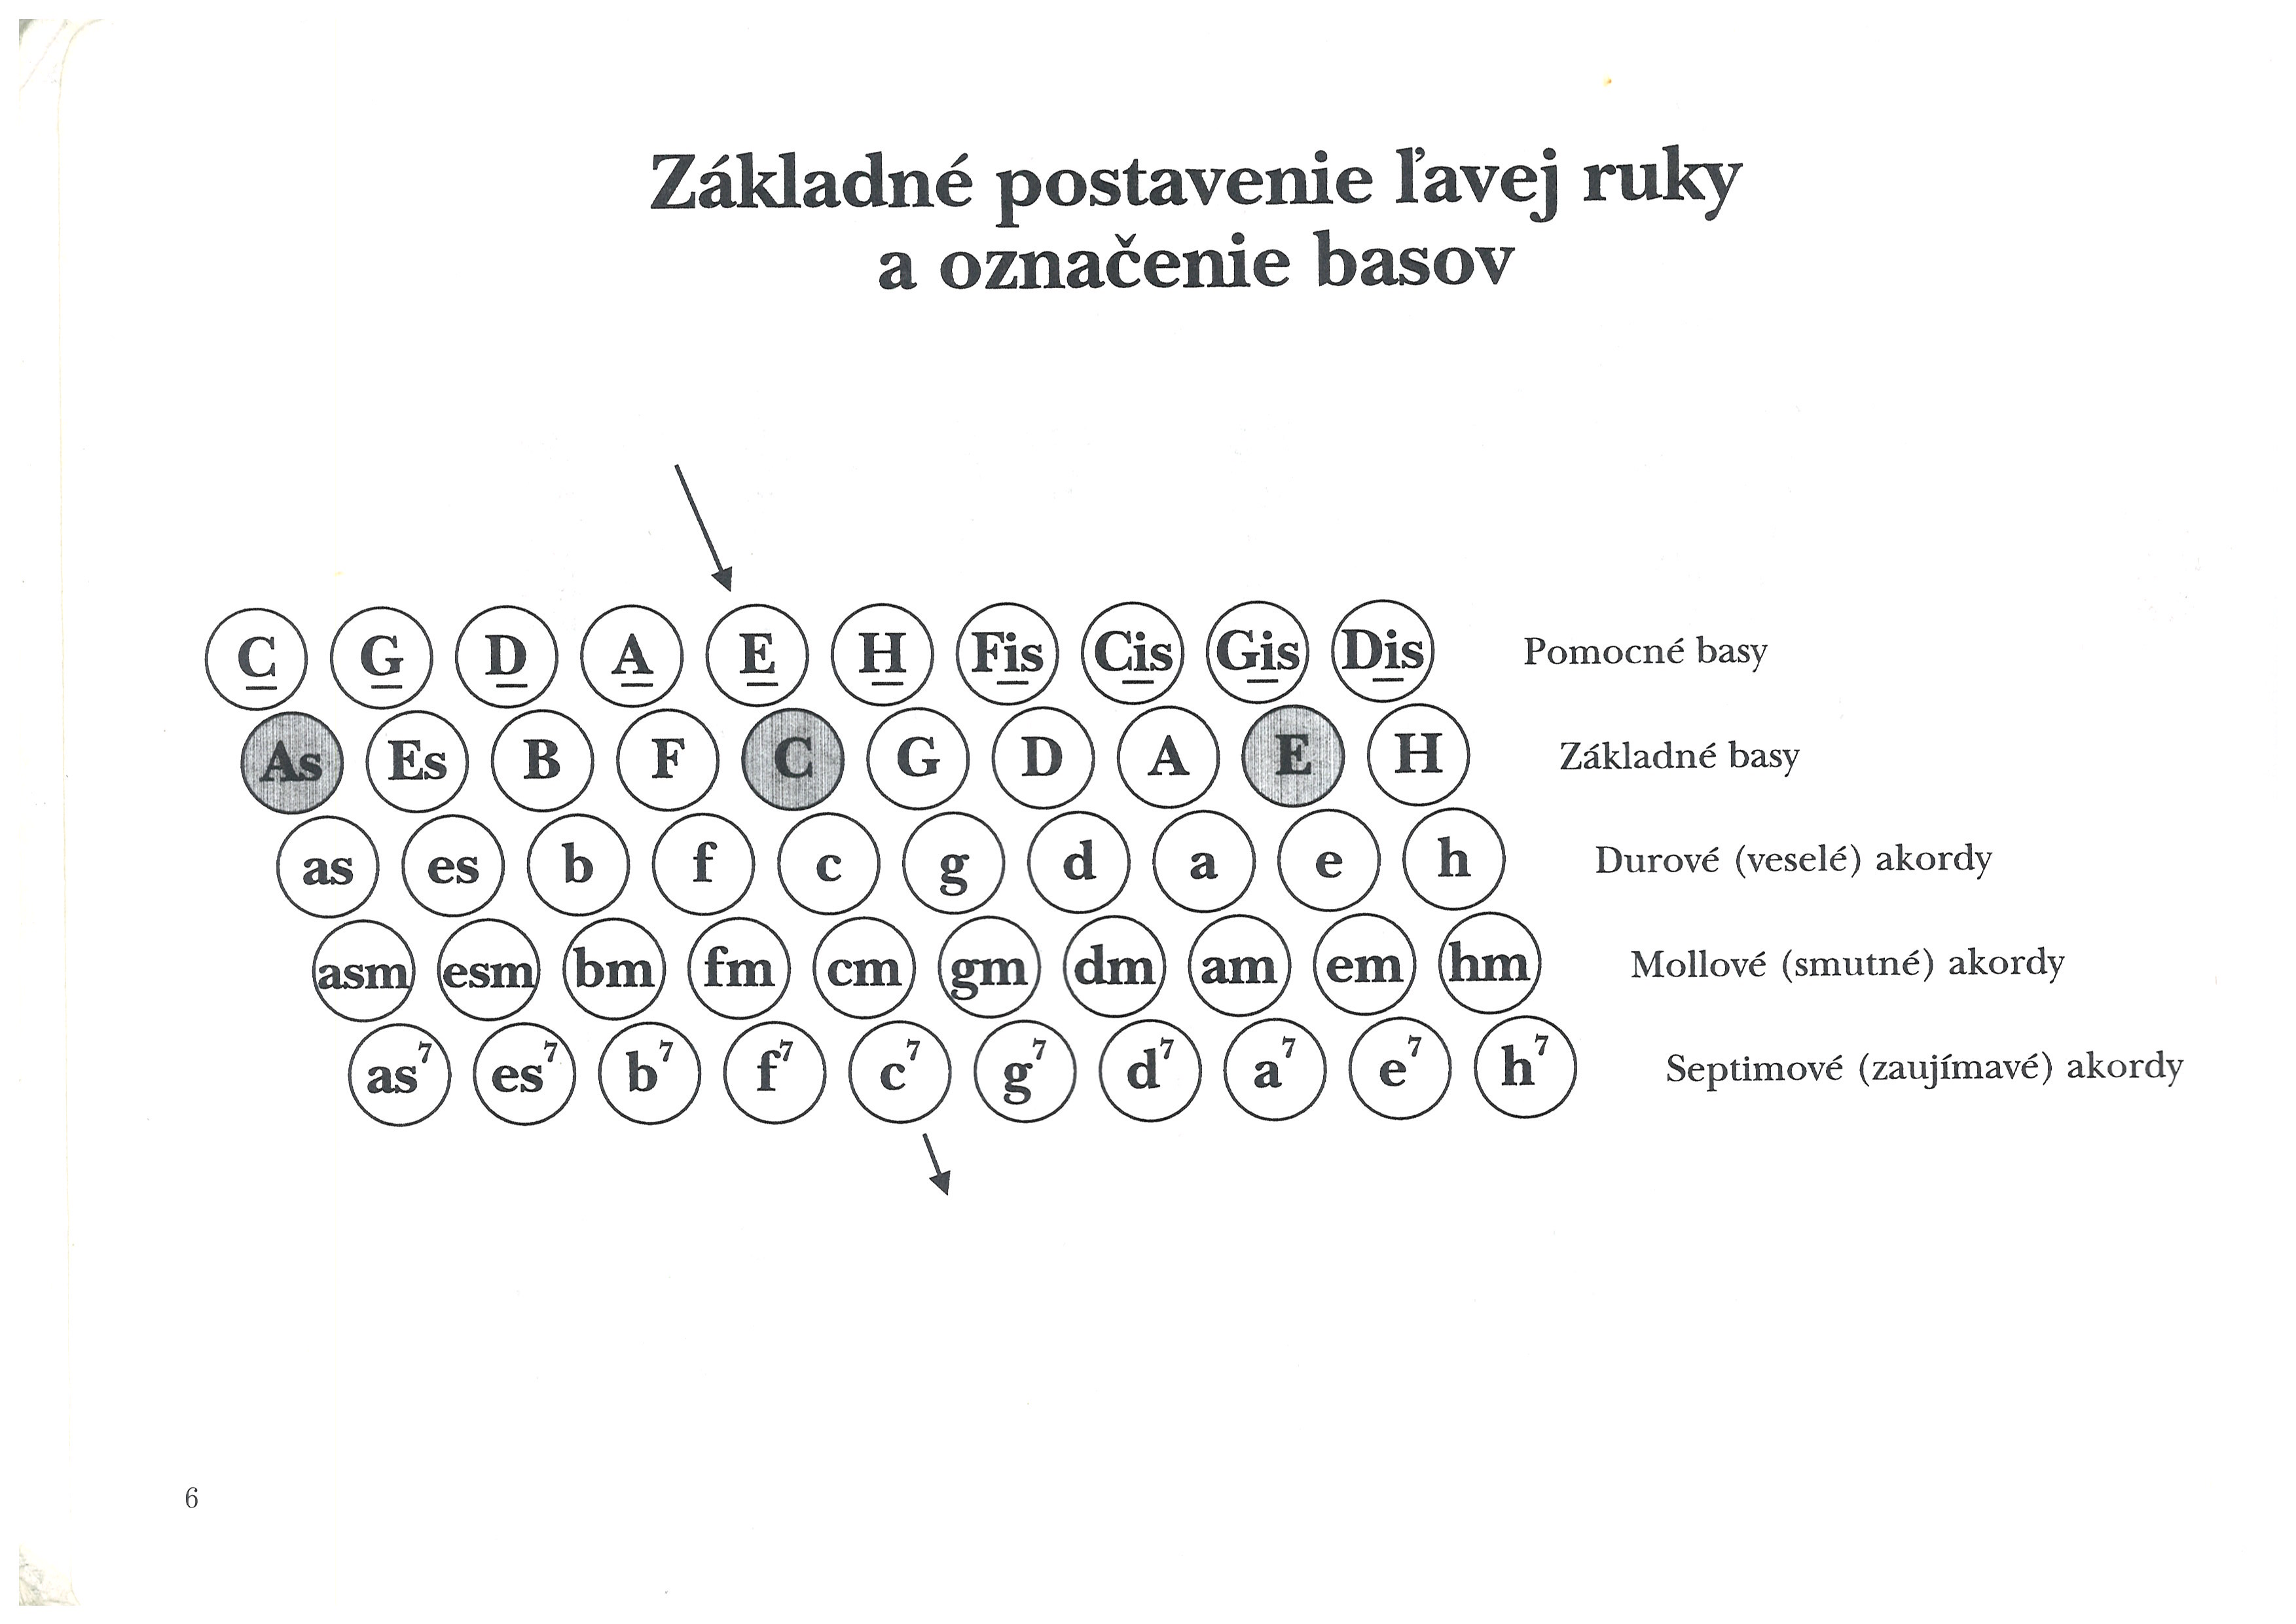 Základné postavenie ľavej ruky
a označenie basov
C G D A E H Fis Cis Gis Dis Pomocné basy
As Es B F C G D A E H Základné basy
as es b f c g d a e h Durové (veselé) akordy
asm esm bm fm cm gm dm am em hm Mollové (smutné) akordy
as⁷ es⁷ b⁷ f⁷ c⁷ g⁷ d⁷ a⁷ e⁷ h⁷ Septimové (zaujímavé) akordy
6